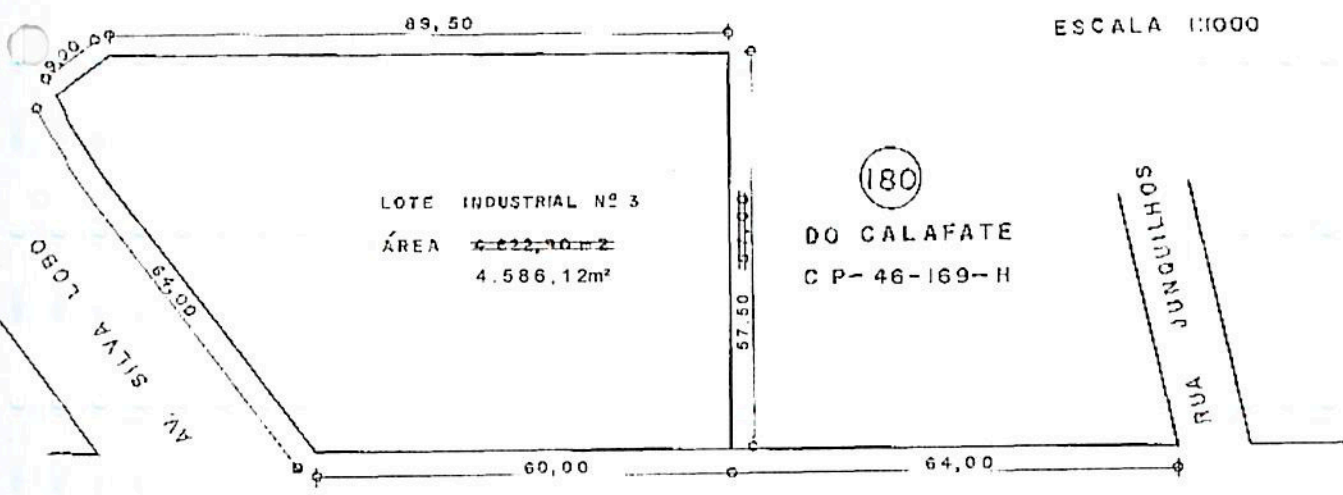 89,50
ESCALA 1:1000
9,00
180
LOTE INDUSTRIAL Nº 3
ÁREA
4.586,12m²
DO CALAFATE
C P-46-169-H
57.50
64,00
AV. SILVA LOBO
RUA JUNQUILHOS
60,00
64,00